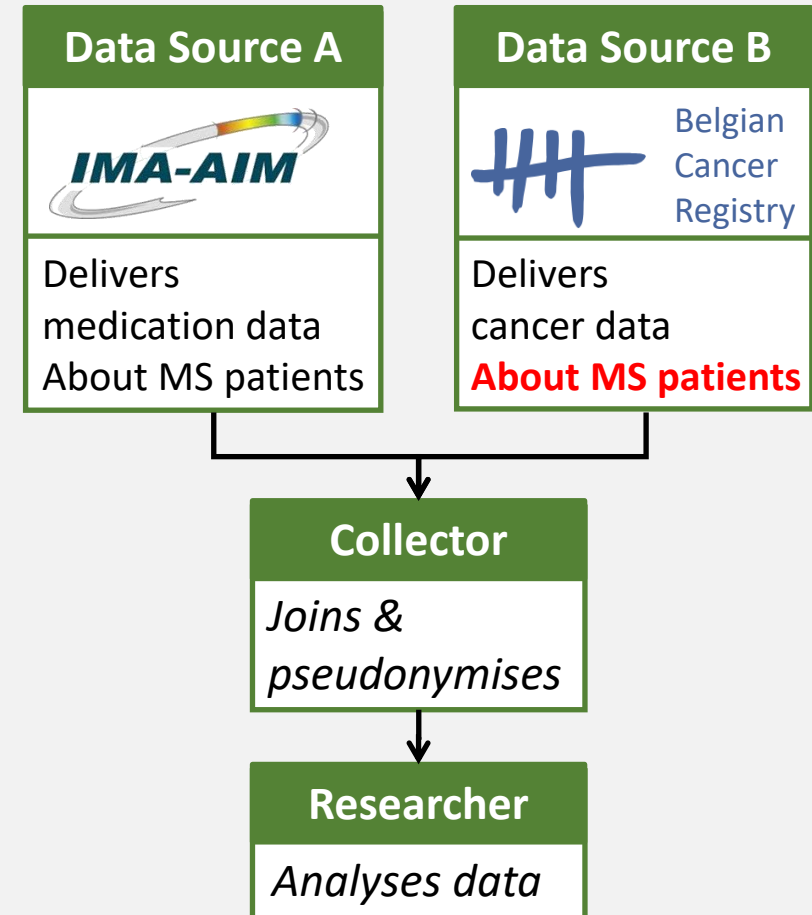 Data Source A
IMA-AIM
Delivers
medication data
About MS patients
Data Source B
Belgian
Cancer
Registry
Delivers
cancer data
About MS patients
Collector
Joins &
pseudonymises
Researcher
Analyses data